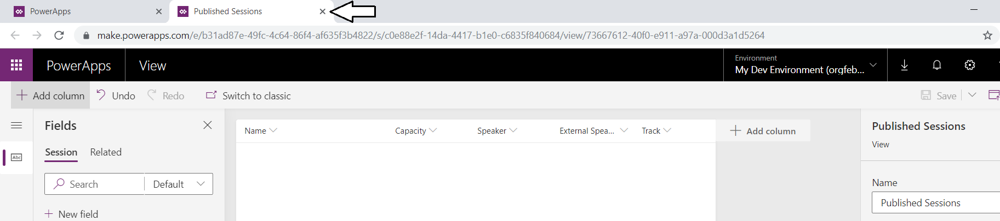 PowerApps
Published Sessions
make.powerapps.com/e/b31ad87e-49fc-4c64-86f4-af635f3b4822/s/c0e88e2f-14da-4417-b1e0-c6835f840684/view/73667612-40f0-e911-a97a-000d3a1d5264
PowerApps View
Environment
My Dev Environment (orgfeb...
Add column Undo Redo Switch to classic Save
Fields
Session Related
Search Default
New field
Abc
Name Capacity Speaker External Spea... Track Add column
Published Sessions
View
Name
Published Sessions